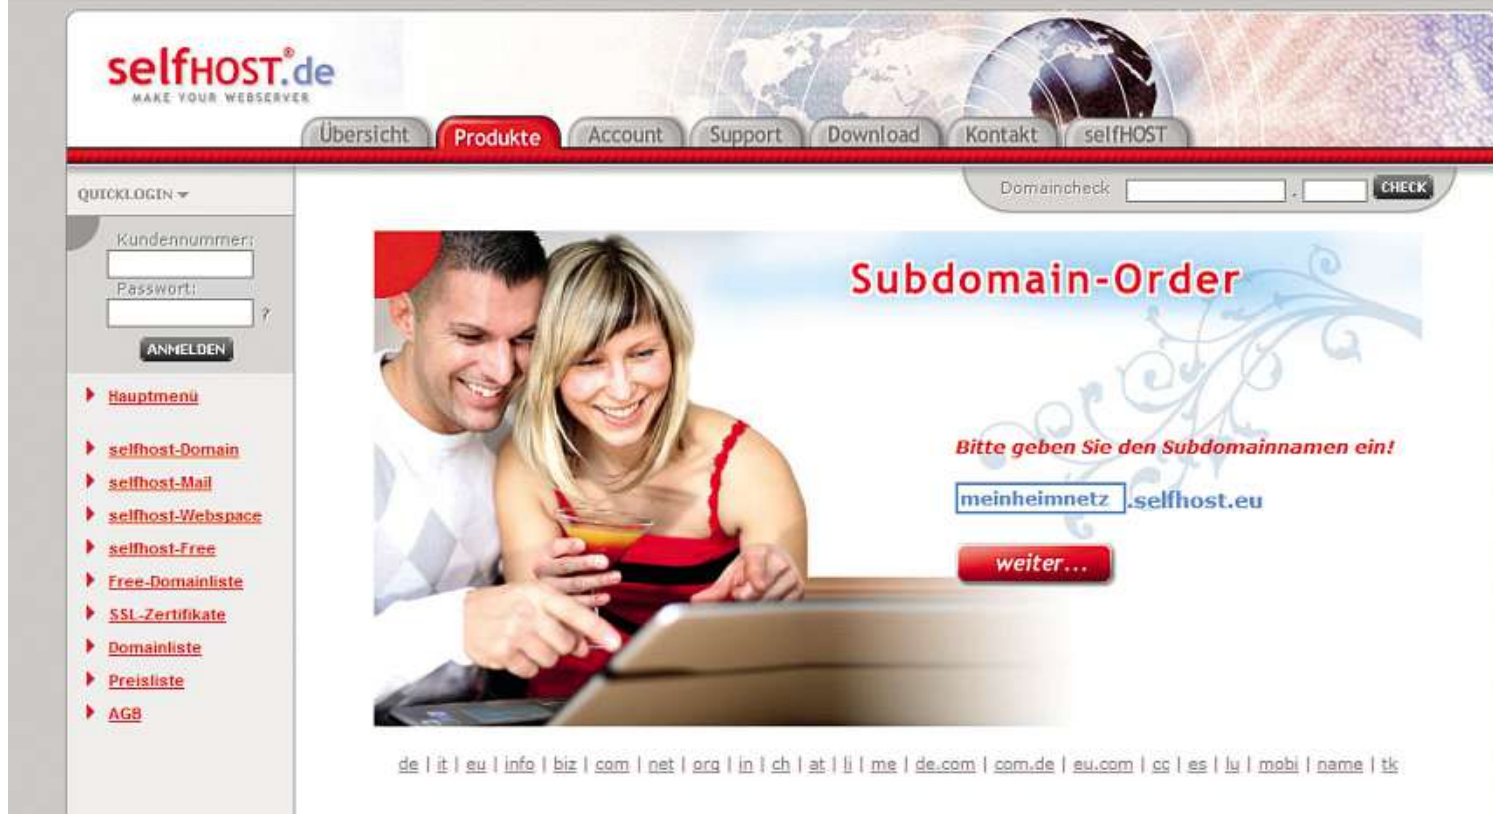 selfHOST.de®
MAKE YOUR WEBSERVER
Übersicht
Produkte
Account
Support
Download
Kontakt
selfHOST
QUICKLOGIN
Domaincheck . CHECK
Kundennummer:
Passwort:
?
ANMELDEN
Hauptmenü
selfhost-Domain
selfhost-Mail
selfhost-Webspace
selfhost-Free
Free-Domainliste
SSL-Zertifikate
Domainliste
Preisliste
AGB
Subdomain-Order
Bitte geben Sie den Subdomainnamen ein!
meinheimnetz .selfhost.eu
weiter...
de | it | eu | info | biz | com | net | org | in | ch | at | li | me | de.com | com.de | eu.com | cc | es | lu | mobi | name | tk